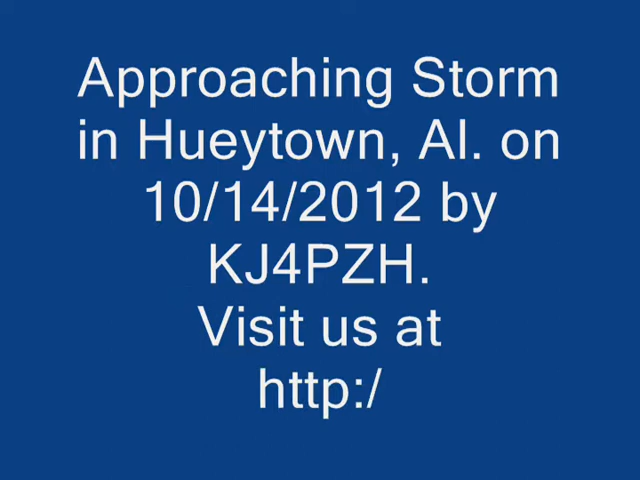 Approaching Storm
in Hueytown, Al. on
10/14/2012 by
KJ4PZH.
Visit us at
http:/